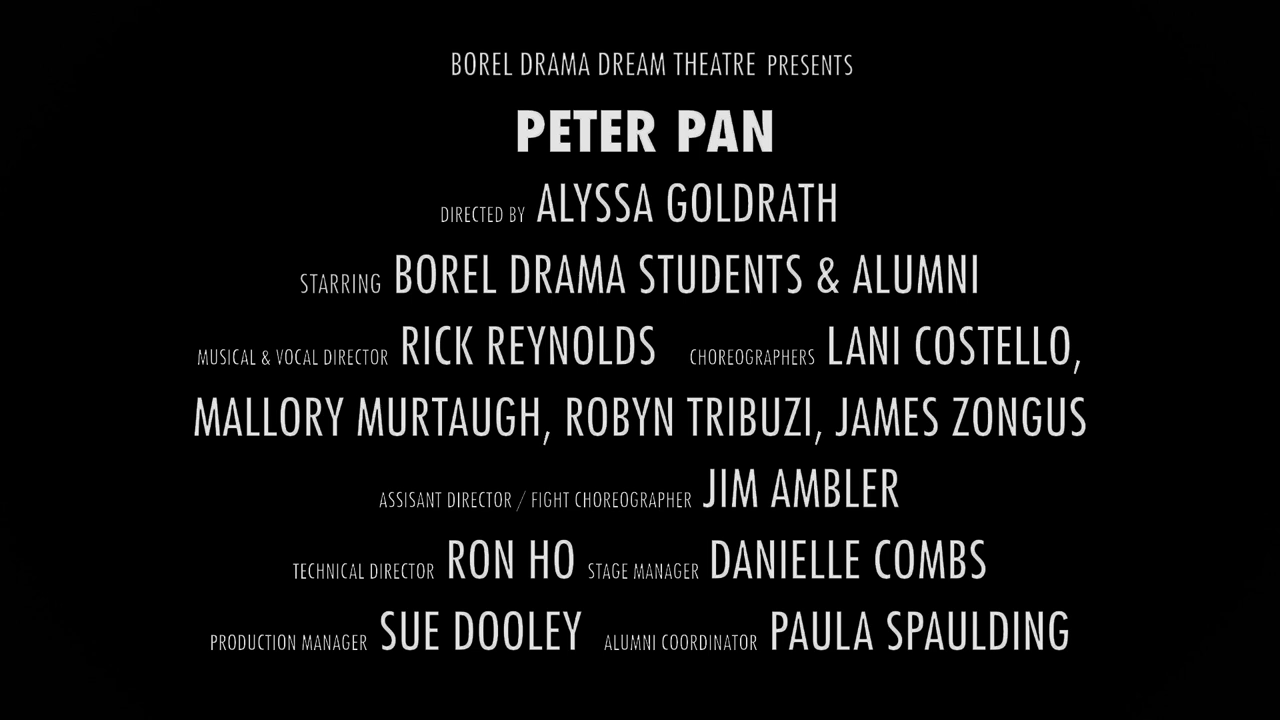 BOREL DRAMA DREAM THEATRE PRESENTS
PETER PAN
DIRECTED BY ALYSSA GOLDRATH
STARRING BOREL DRAMA STUDENTS & ALUMNI
MUSICAL & VOCAL DIRECTOR RICK REYNOLDS CHOREOGRAPHERS LANI COSTELLO,
MALLORY MURTAUGH, ROBYN TRIBUZI, JAMES ZONGUS
ASSISANT DIRECTOR / FIGHT CHOREOGRAPHER JIM AMBLER
TECHNICAL DIRECTOR RON HO STAGE MANAGER DANIELLE COMBS
PRODUCTION MANAGER SUE DOOLEY ALUMNI COORDINATOR PAULA SPAULDING